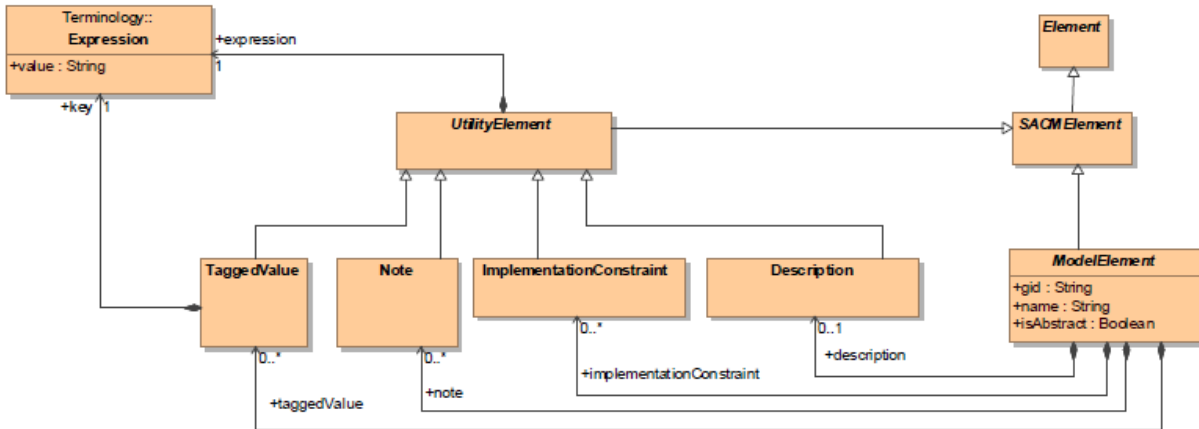 Terminology::
Expression
+value : String
+expression
1
+key
1
Element
UtilityElement
SACMElement
TaggedValue
Note
ImplementationConstraint
Description
ModelElement
+gid : String
+name : String
+isAbstract : Boolean
0..*
0..*
0..*
0..1
+description
+implementationConstraint
+note
+taggedValue